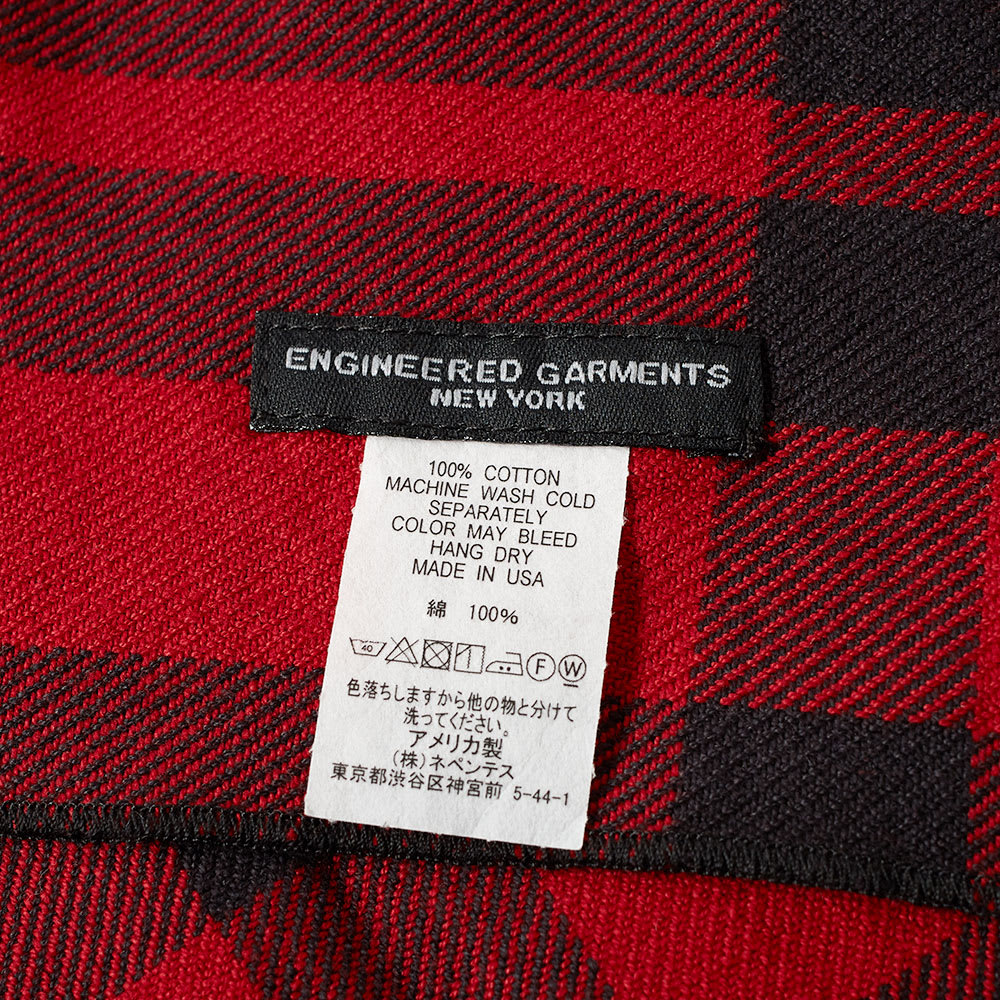 ENGINEERED GARMENTS
NEW YORK
100% COTTON
MACHINE WASH COLD
SEPARATELY
COLOR MAY BLEED
HANG DRY
MADE IN USA
綿 100%
40 F W
色落ちしますから他の物と分けて
洗ってください。
アメリカ製
(株)ネペンテス
東京都渋谷区神宮前 5-44-1